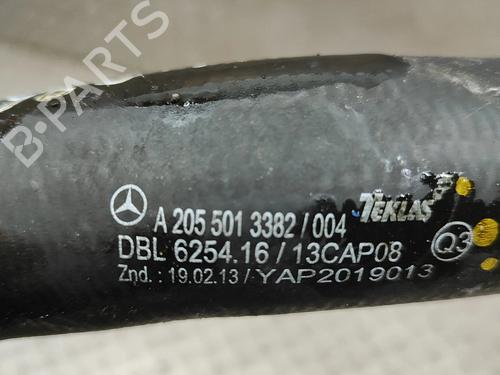 B-PARTS
A 205 501 3382/004 TEKLAS
DBL 6254.16/13CAP08 Q3
Znd.: 19.02.13/YAP2019013